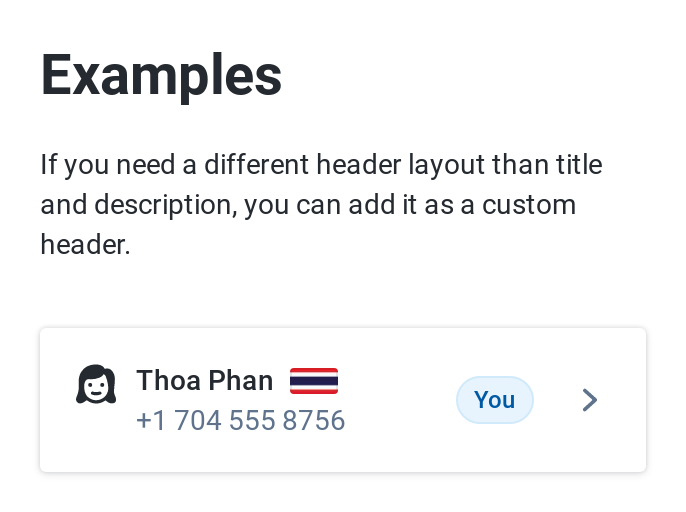 Examples
If you need a different header layout than title
and description, you can add it as a custom
header.
Thoa Phan
+1 704 555 8756
You